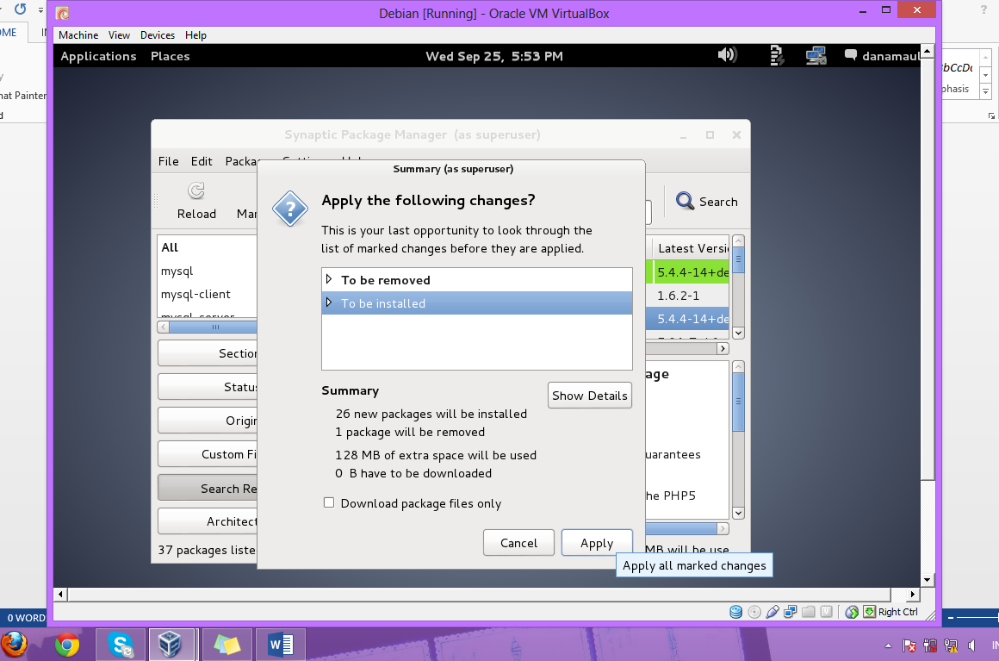 Debian [Running] - Oracle VM VirtualBox
Machine View Devices Help
Applications Places
Wed Sep 25, 5:53 PM
danamaul
OME
nat Painter
phasis
Synaptic Package Manager (as superuser)
File Edit Packa
Summary (as superuser)
Reload
Mar
Search
Apply the following changes?
This is your last opportunity to look through the
list of marked changes before they are applied.
All
mysql
mysql-client
mysql-server
Latest Versi
5.4.4-14+de
1.6.2-1
5.4.4-14+de
To be removed
To be installed
Section
Status
Origin
Custom Fi
Search Re
Architect
37 packages liste
age
uarantees
he PHP5
MB will be use
Summary
Show Details
26 new packages will be installed
1 package will be removed
128 MB of extra space will be used
0 B have to be downloaded
Download package files only
Cancel
Apply
Apply all marked changes
Right Ctrl
0 WORD
IN